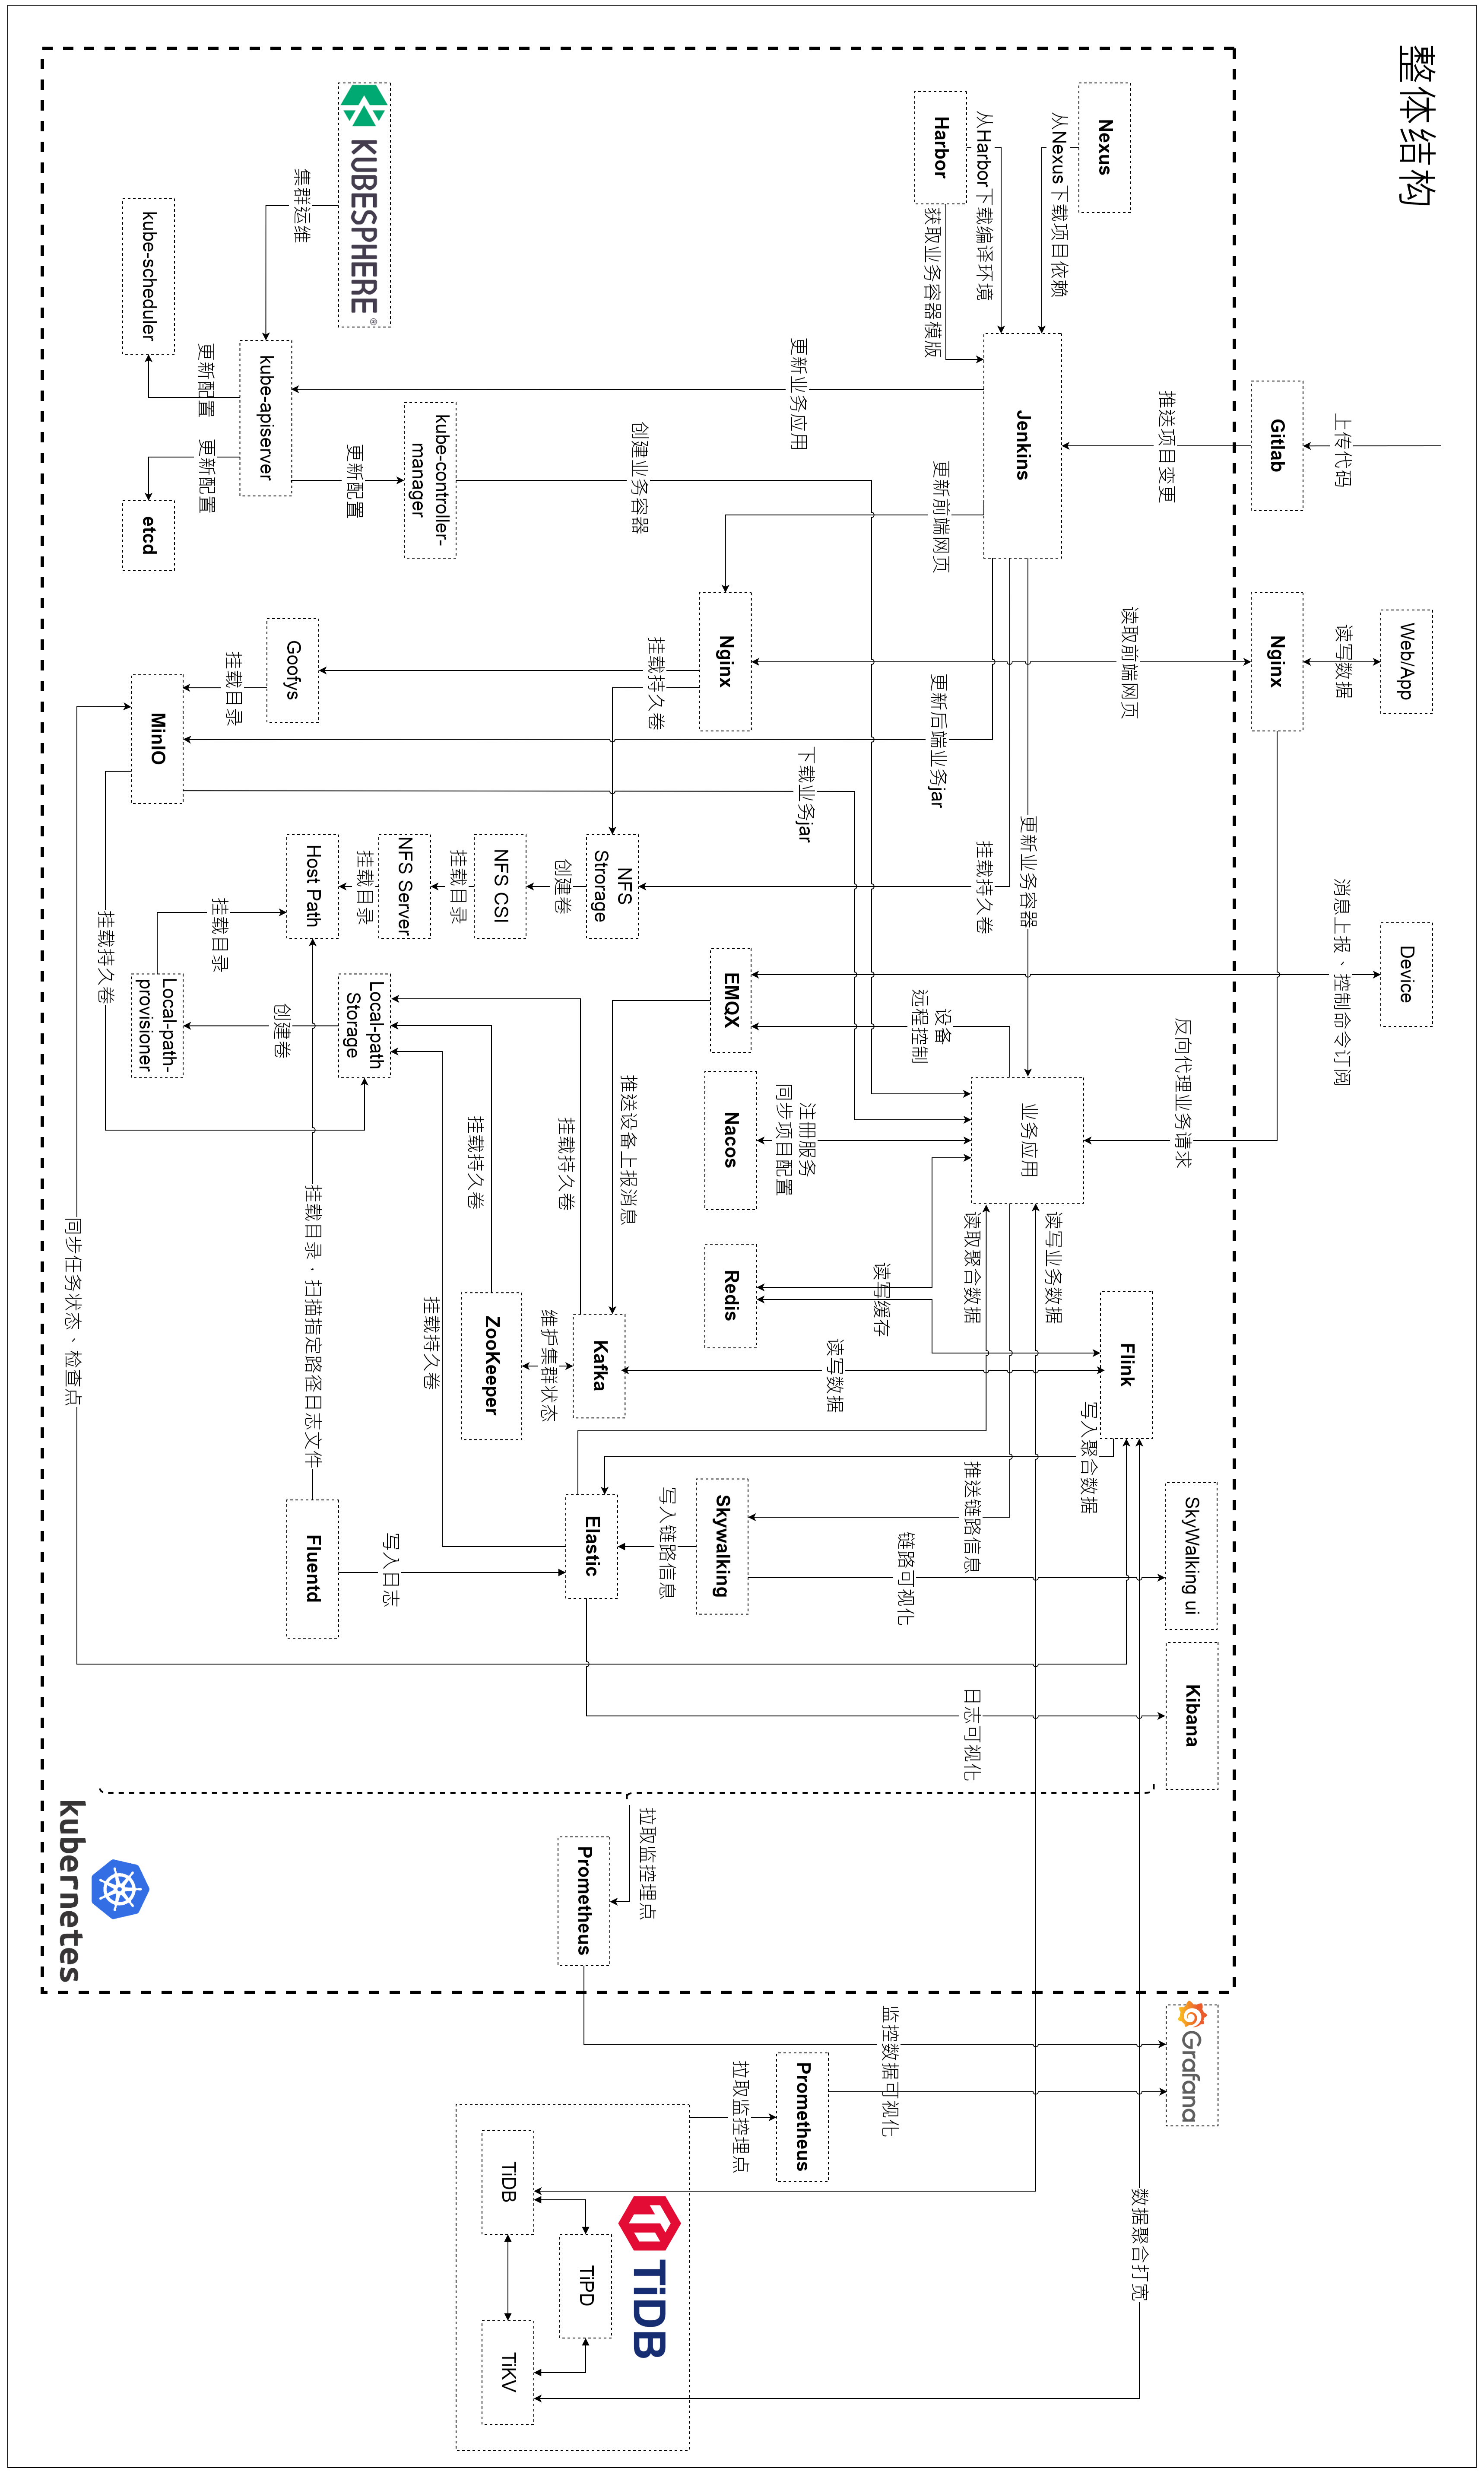 整体结构
上传代码
Gitlab
推送项目变更
Web/App
读写数据
Nginx
读取前端网页
Device
消息上报、控制命令订阅
反向代理业务请求
Nexus
从Nexus下载项目依赖
Harbor
从Harbor下载编译环境
获取业务容器模版
Jenkins
更新业务应用
更新前端网页
更新后端业务jar
更新业务容器
挂载持久卷
业务应用
读写业务数据
读取聚合数据
Flink
写入聚合数据
推送链路信息
SkyWalking ui
链路可视化
Kibana
日志可视化
设备
远程控制
EMQX
注册服务
同步项目配置
Nacos
读写缓存
Redis
读写数据
下载业务jar
Nginx
挂载持久卷
创建业务容器
推送设备上报消息
Skywalking
写入链路信息
NFS
Strorage
创建卷
NFS CSI
挂载目录
NFS Server
挂载目录
Host Path
Kafka
挂载持久卷
维护集群状态
ZooKeeper
挂载持久卷
Elastic
挂载持久卷
写入日志
Fluentd
挂载目录，扫描指定路径日志文件
KUBESPHERE®
集群运维
kube-controller-
manager
更新配置
kube-apiserver
更新配置
更新配置
kube-scheduler
etcd
Goofys
挂载目录
MinIO
挂载持久卷
同步任务状态、检查点
Local-path
Storage
创建卷
Local-path-
provisioner
挂载目录
拉取监控埋点
Prometheus
kubernetes
Grafana
监控数据可视化
Prometheus
拉取监控埋点
数据聚合打宽
TiDB
TiDB
TiPD
TiKV